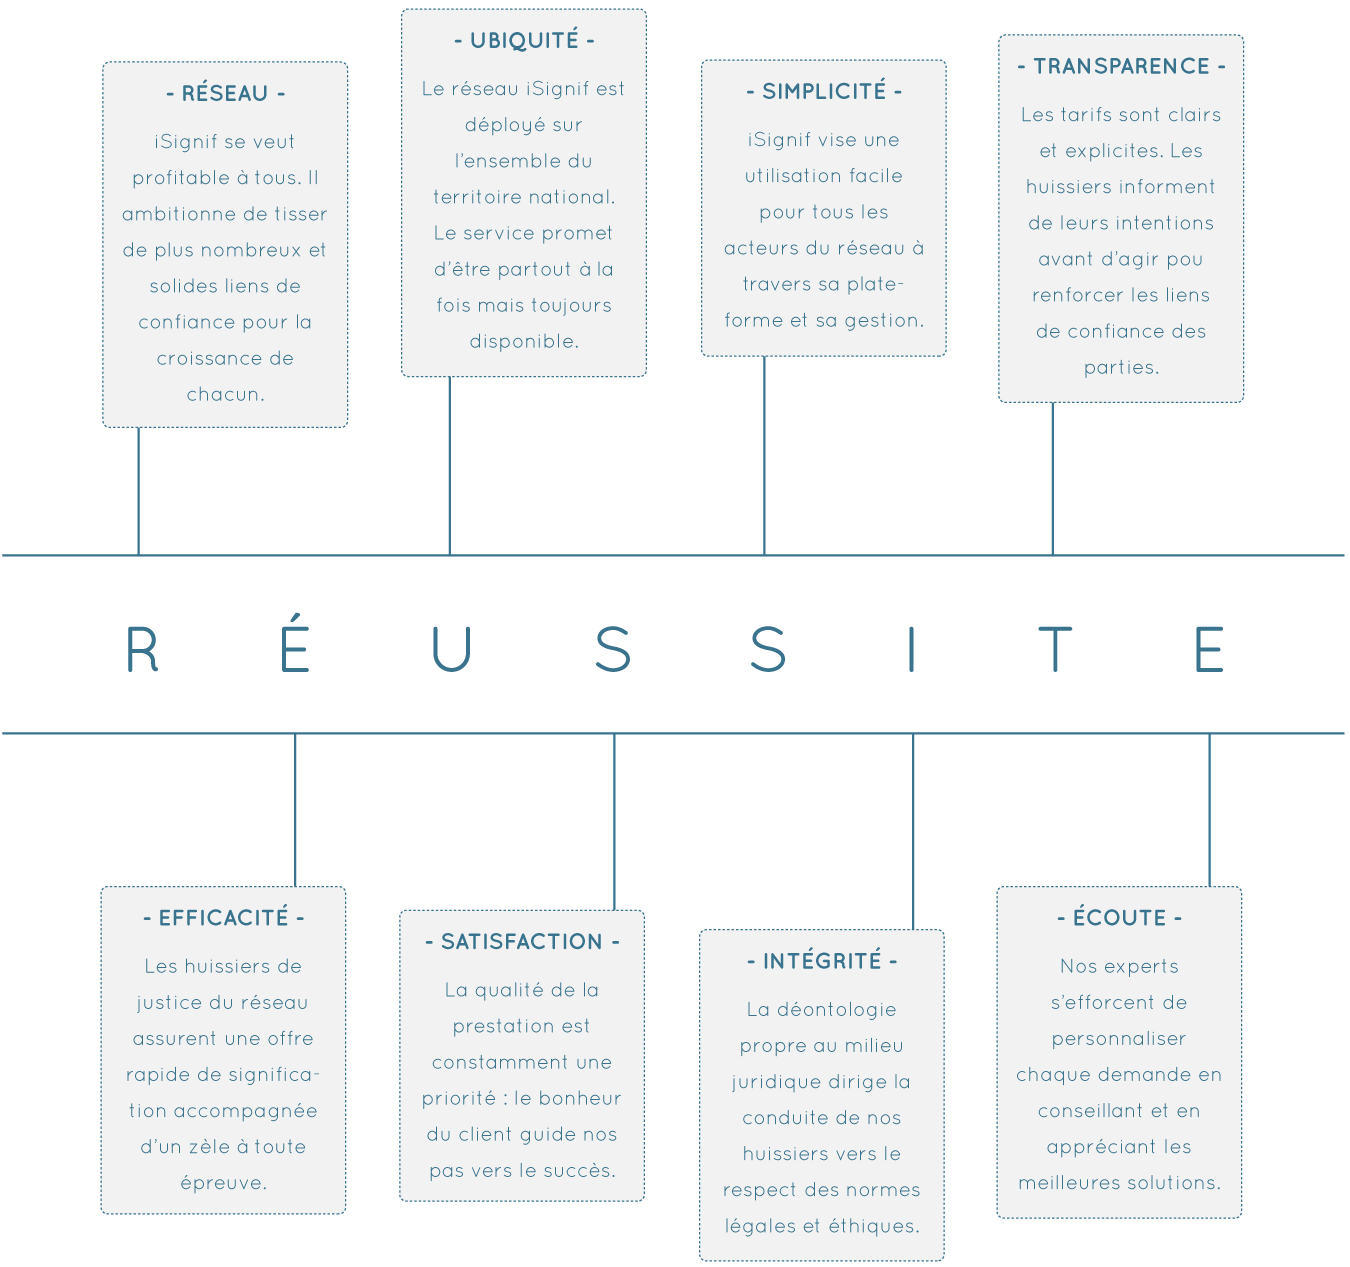 - RÉSEAU -
iSignif se veut
profitable à tous. Il
ambitionne de tisser
de plus nombreux et
solides liens de
confiance pour la
croissance de
chacun.
- UBIQUITÉ -
Le réseau iSignif est
déployé sur
l'ensemble du
territoire national.
Le service promet
d'être partout à la
fois mais toujours
disponible.
- SIMPLICITÉ -
iSignif vise une
utilisation facile
pour tous les
acteurs du réseau à
travers sa plate-
forme et sa gestion.
- TRANSPARENCE -
Les tarifs sont clairs
et explicites. Les
huissiers informent
de leurs intentions
avant d'agir pou
renforcer les liens
de confiance des
parties.
R É U S S I T E
- EFFICACITÉ -
Les huissiers de
justice du réseau
assurent une offre
rapide de significa-
tion accompagnée
d'un zèle à toute
épreuve.
- SATISFACTION -
La qualité de la
prestation est
constamment une
priorité : le bonheur
du client guide nos
pas vers le succès.
- INTÉGRITÉ -
La déontologie
propre au milieu
juridique dirige la
conduite de nos
huissiers vers le
respect des normes
légales et éthiques.
- ÉCOUTE -
Nos experts
s'efforcent de
personnaliser
chaque demande en
conseillant et en
appréciant les
meilleures solutions.